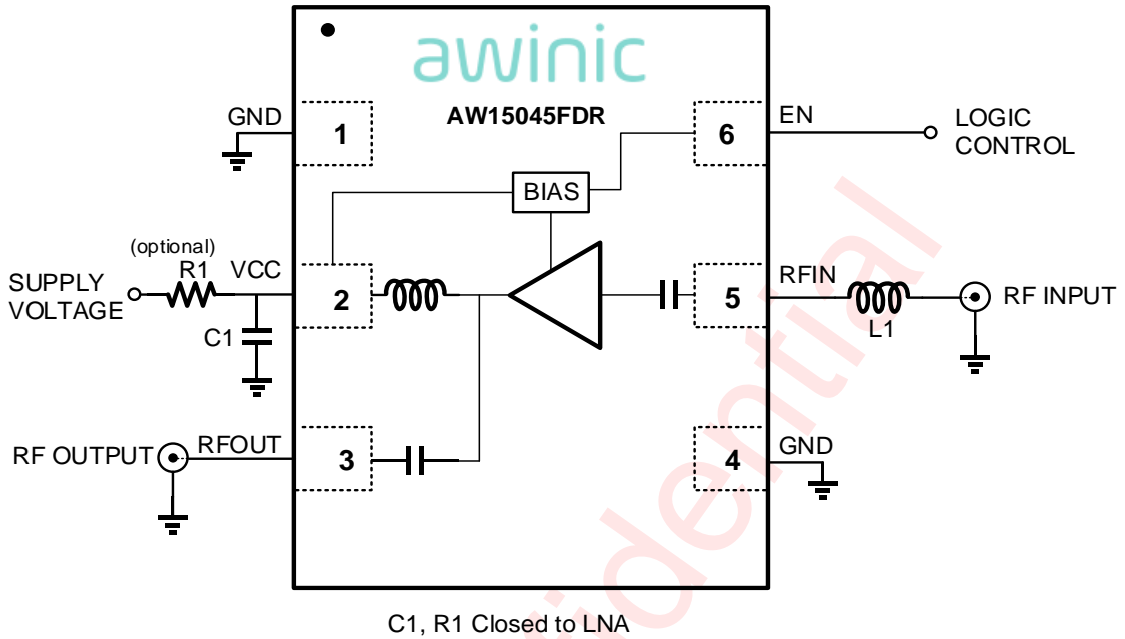 awinic
AW15045FDR
GND
1
6
EN
LOGIC
CONTROL
BIAS
(optional)
R1
VCC
SUPPLY
VOLTAGE
C1
2
5
RFIN
L1
RF INPUT
RF OUTPUT
RFOUT
3
4
GND
C1, R1 Closed to LNA